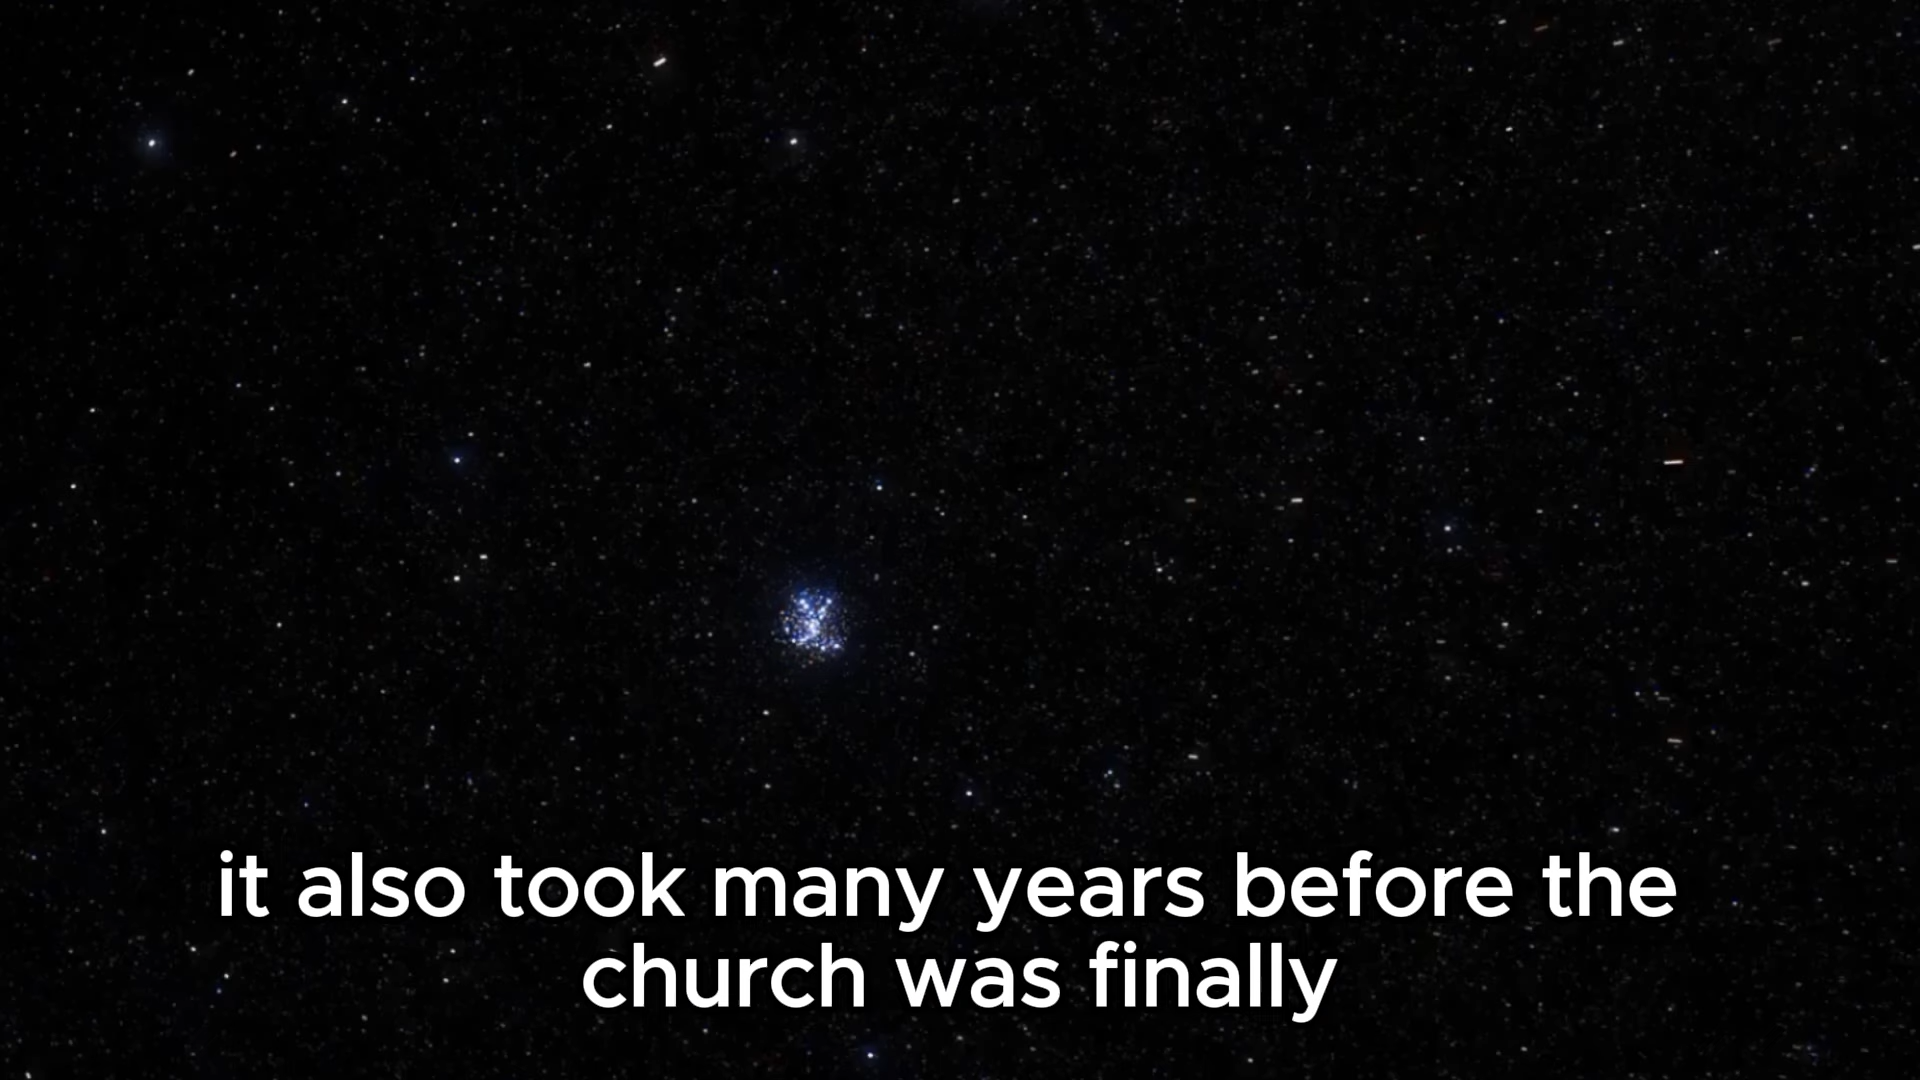 it also took many years before the
church was finally